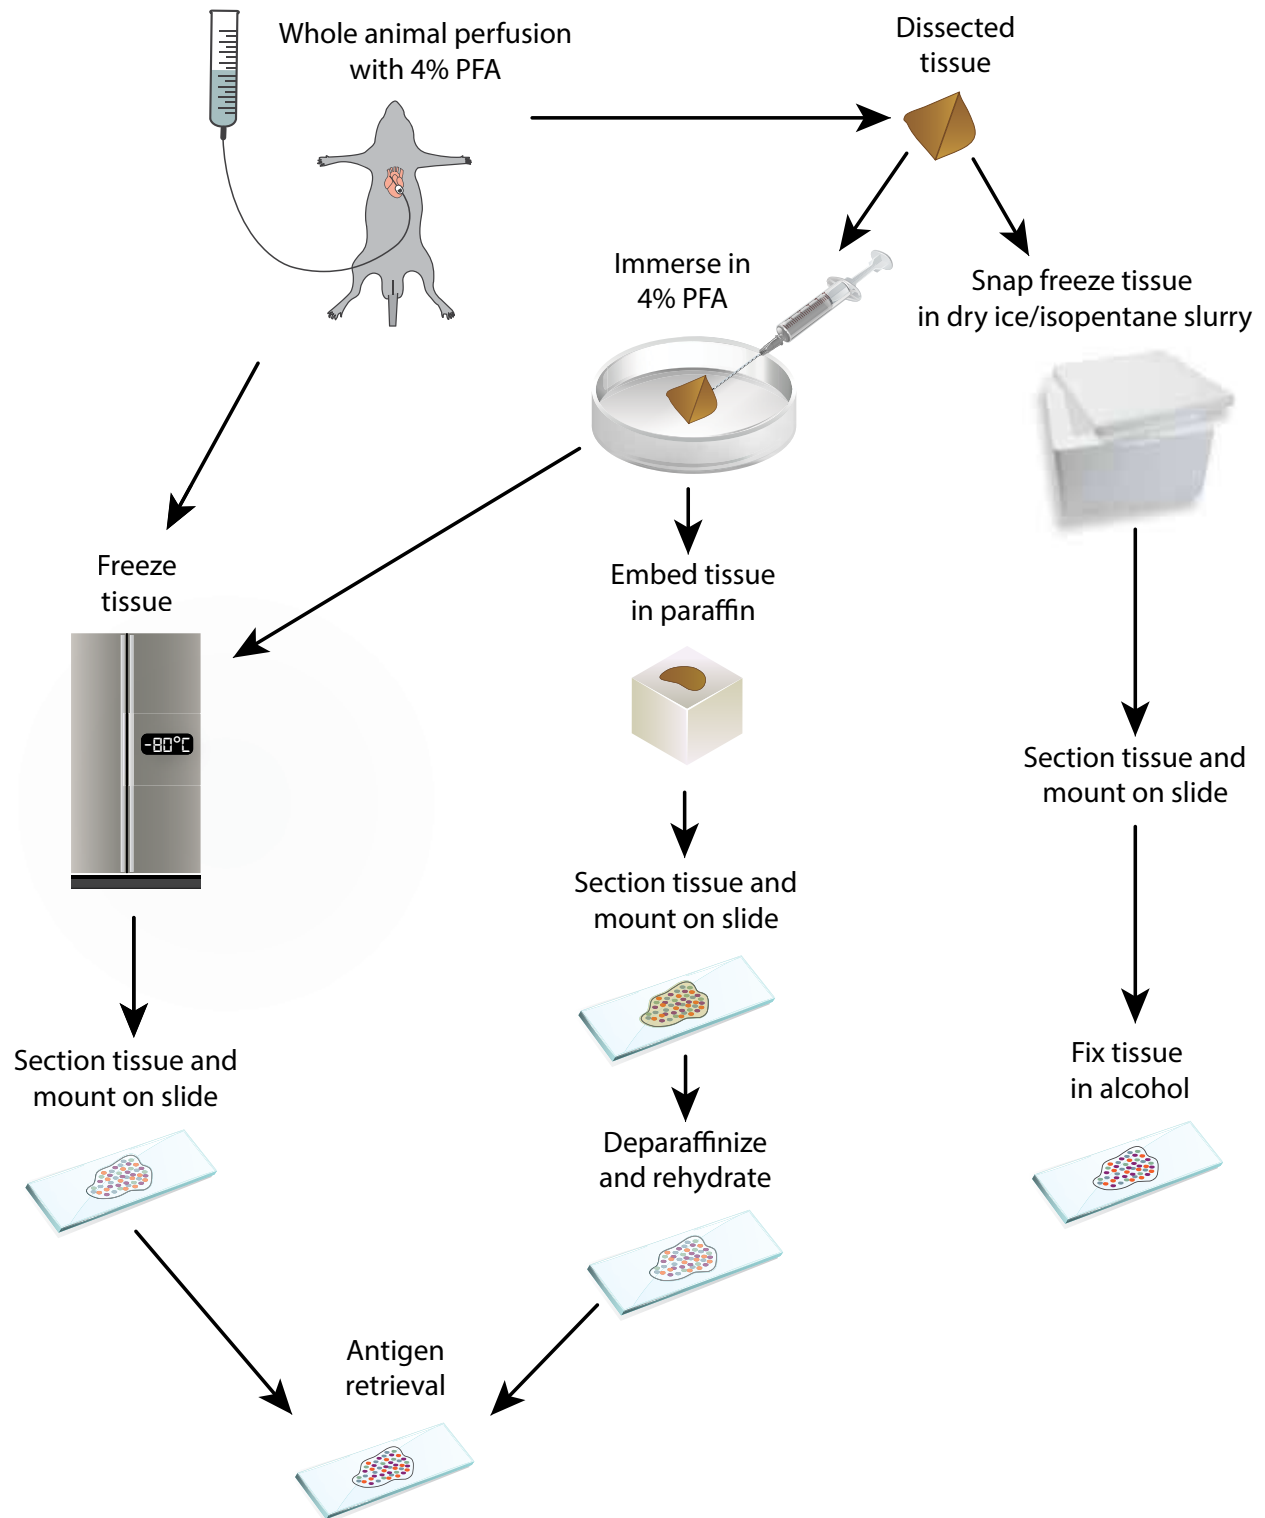 Whole animal perfusion
with 4% PFA
Dissected
tissue
Immerse in
4% PFA
Snap freeze tissue
in dry ice/isopentane slurry
Freeze
tissue
Embed tissue
in paraffin
-80°C
Section tissue and
mount on slide
Section tissue and
mount on slide
Section tissue and
mount on slide
Fix tissue
in alcohol
Deparaffinize
and rehydrate
Antigen
retrieval